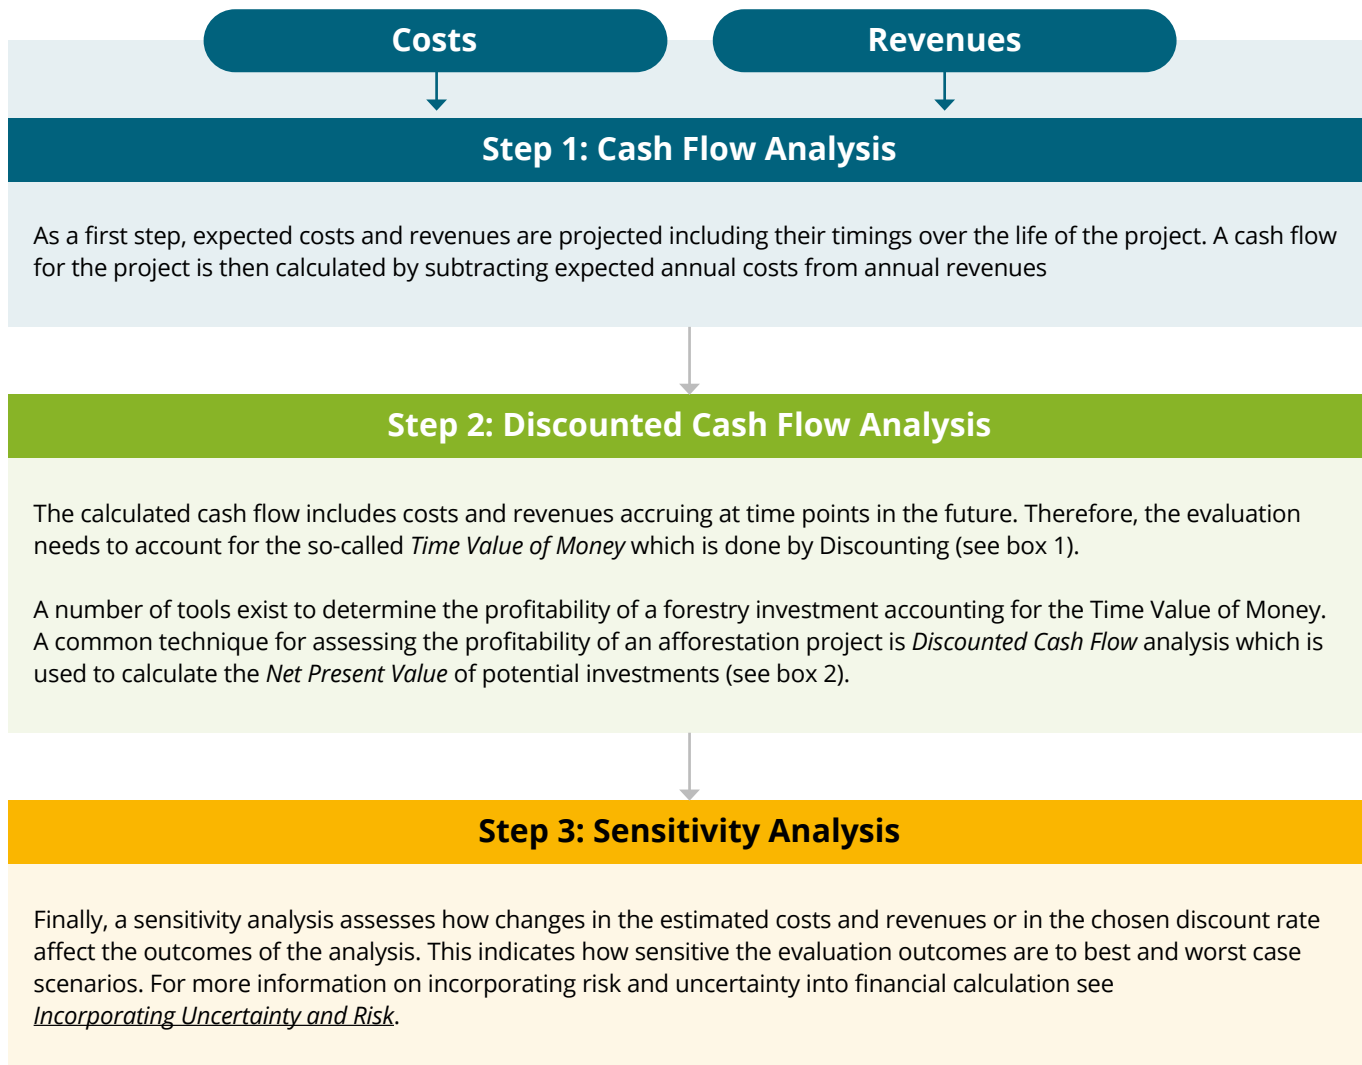 Costs
Revenues
Step 1: Cash Flow Analysis
As a first step, expected costs and revenues are projected including their timings over the life of the project. A cash flow
for the project is then calculated by subtracting expected annual costs from annual revenues
Step 2: Discounted Cash Flow Analysis
The calculated cash flow includes costs and revenues accruing at time points in the future. Therefore, the evaluation
needs to account for the so-called Time Value of Money which is done by Discounting (see box 1).
A number of tools exist to determine the profitability of a forestry investment accounting for the Time Value of Money.
A common technique for assessing the profitability of an afforestation project is Discounted Cash Flow analysis which is
used to calculate the Net Present Value of potential investments (see box 2).
Step 3: Sensitivity Analysis
Finally, a sensitivity analysis assesses how changes in the estimated costs and revenues or in the chosen discount rate
affect the outcomes of the analysis. This indicates how sensitive the evaluation outcomes are to best and worst case
scenarios. For more information on incorporating risk and uncertainty into financial calculation see
Incorporating Uncertainty and Risk.